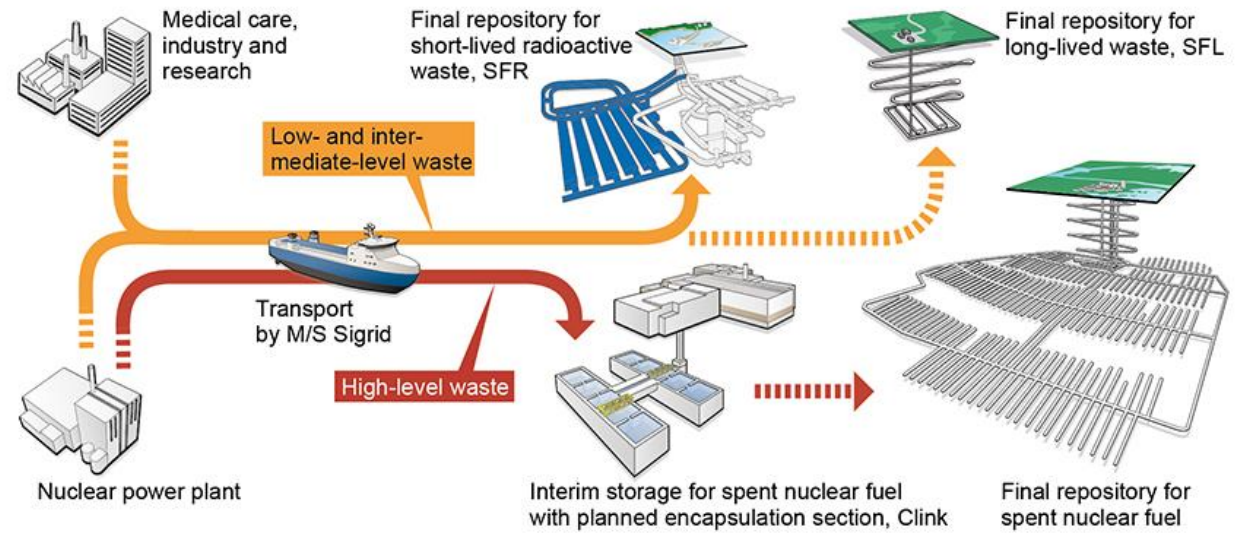 Medical care,
industry and
research
Final repository for
short-lived radioactive
waste, SFR
Final repository for
long-lived waste, SFL
Low- and inter-
mediate-level waste
Transport
by M/S Sigrid
High-level waste
Nuclear power plant
Interim storage for spent nuclear fuel
with planned encapsulation section, Clink
Final repository for
spent nuclear fuel